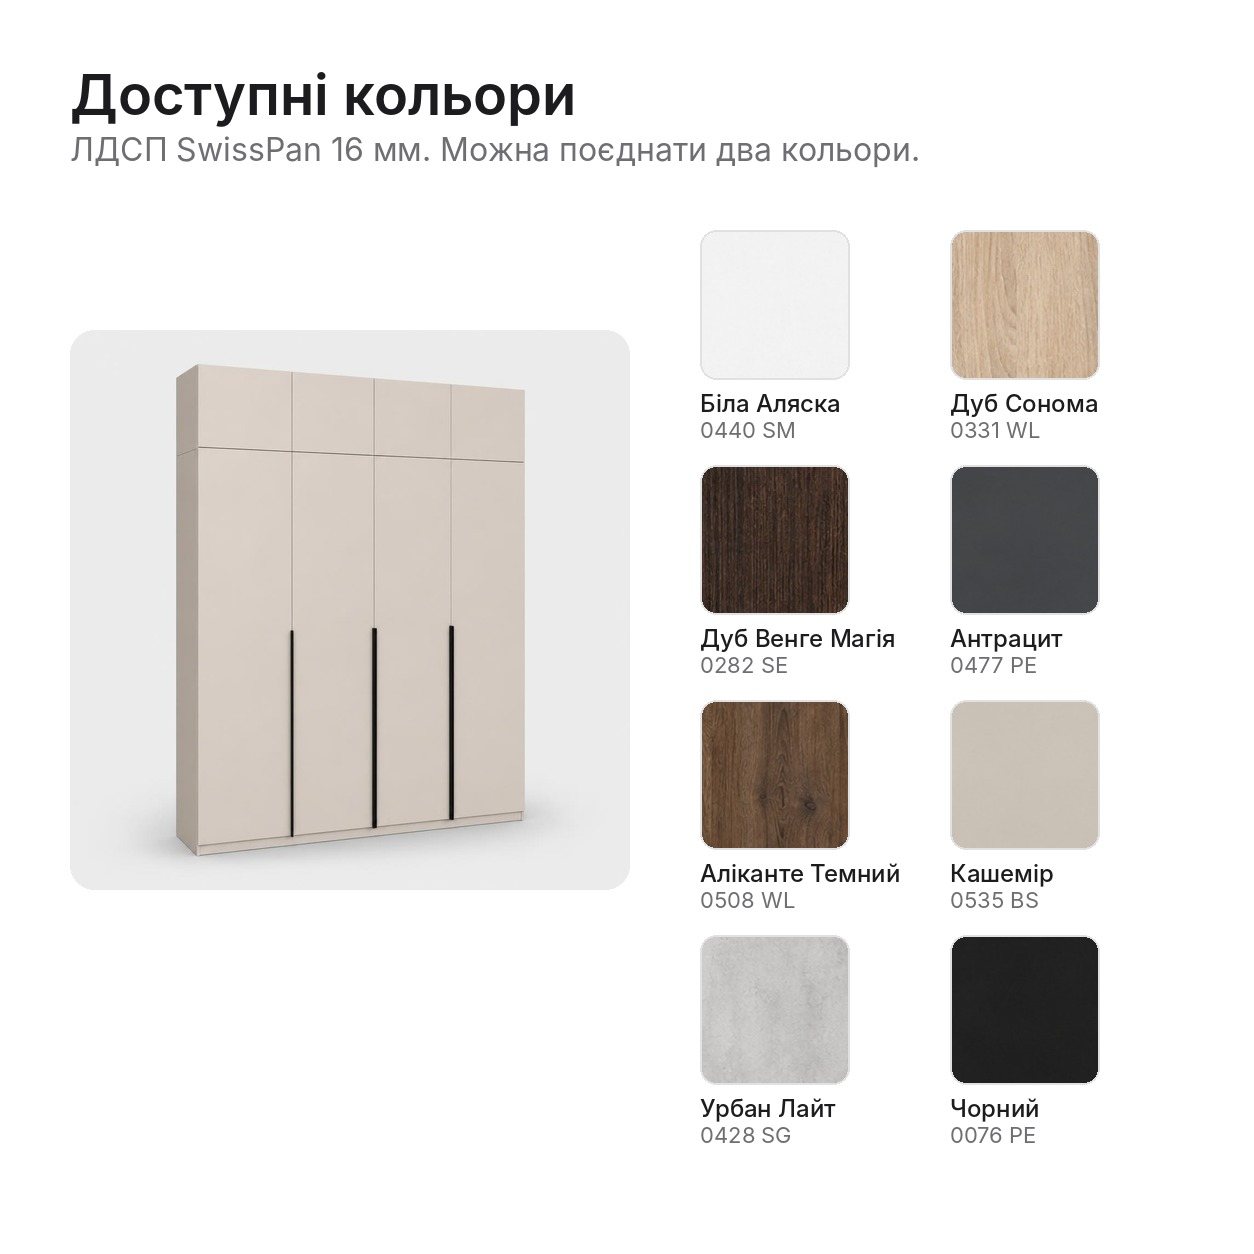 Доступні кольори
ЛДСП SwissPan 16 мм. Можна поєднати два кольори.
Біла Аляска
0440 SM
Дуб Сонома
0331 WL
Дуб Венге Магія
0282 SE
Антрацит
0477 PE
Аліканте Темний
0508 WL
Кашемір
0535 BS
Урбан Лайт
0428 SG
Чорний
0076 PE